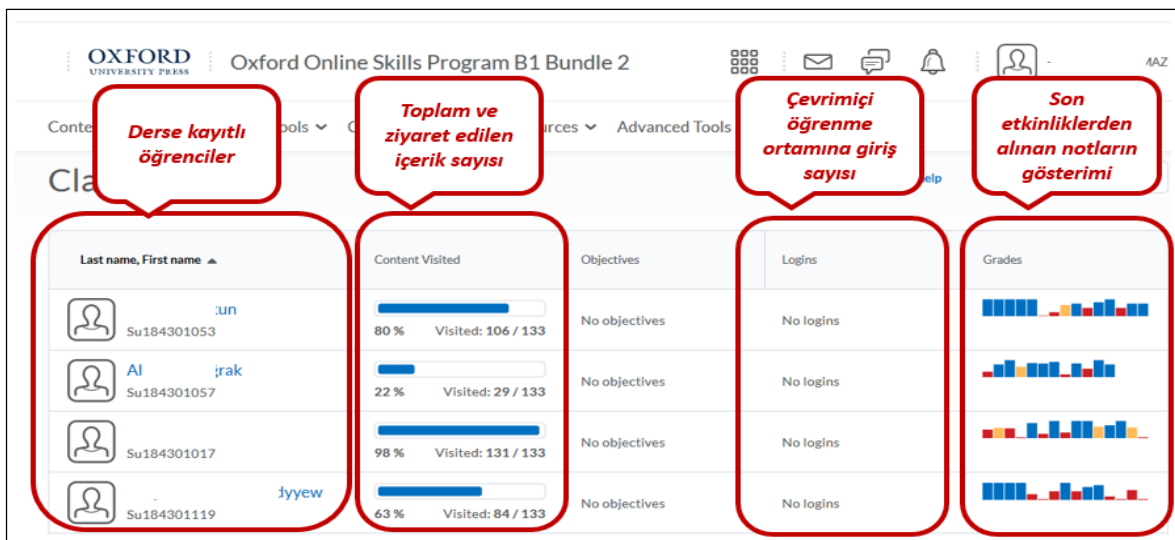 OXFORD
UNIVERSITY PRESS
Oxford Online Skills Program B1 Bundle 2
Derse kayıtlı
öğrenciler
Toplam ve
ziyaret edilen
içerik sayısı
Çevrimiçi
öğrenme
ortamına giriş
sayısı
Son
etkinliklerden
alınan notların
gösterimi
Advanced Tools
Last name, First name
Content Visited
Objectives
Logins
Grades
Su184301053
80 %
Visited: 106 / 133
No objectives
No logins
Al
Su184301057
22 %
Visited: 29 / 133
No objectives
No logins
Su184301017
98 %
Visited: 131 / 133
No objectives
No logins
dyyew
Su184301119
63 %
Visited: 84 / 133
No objectives
No logins